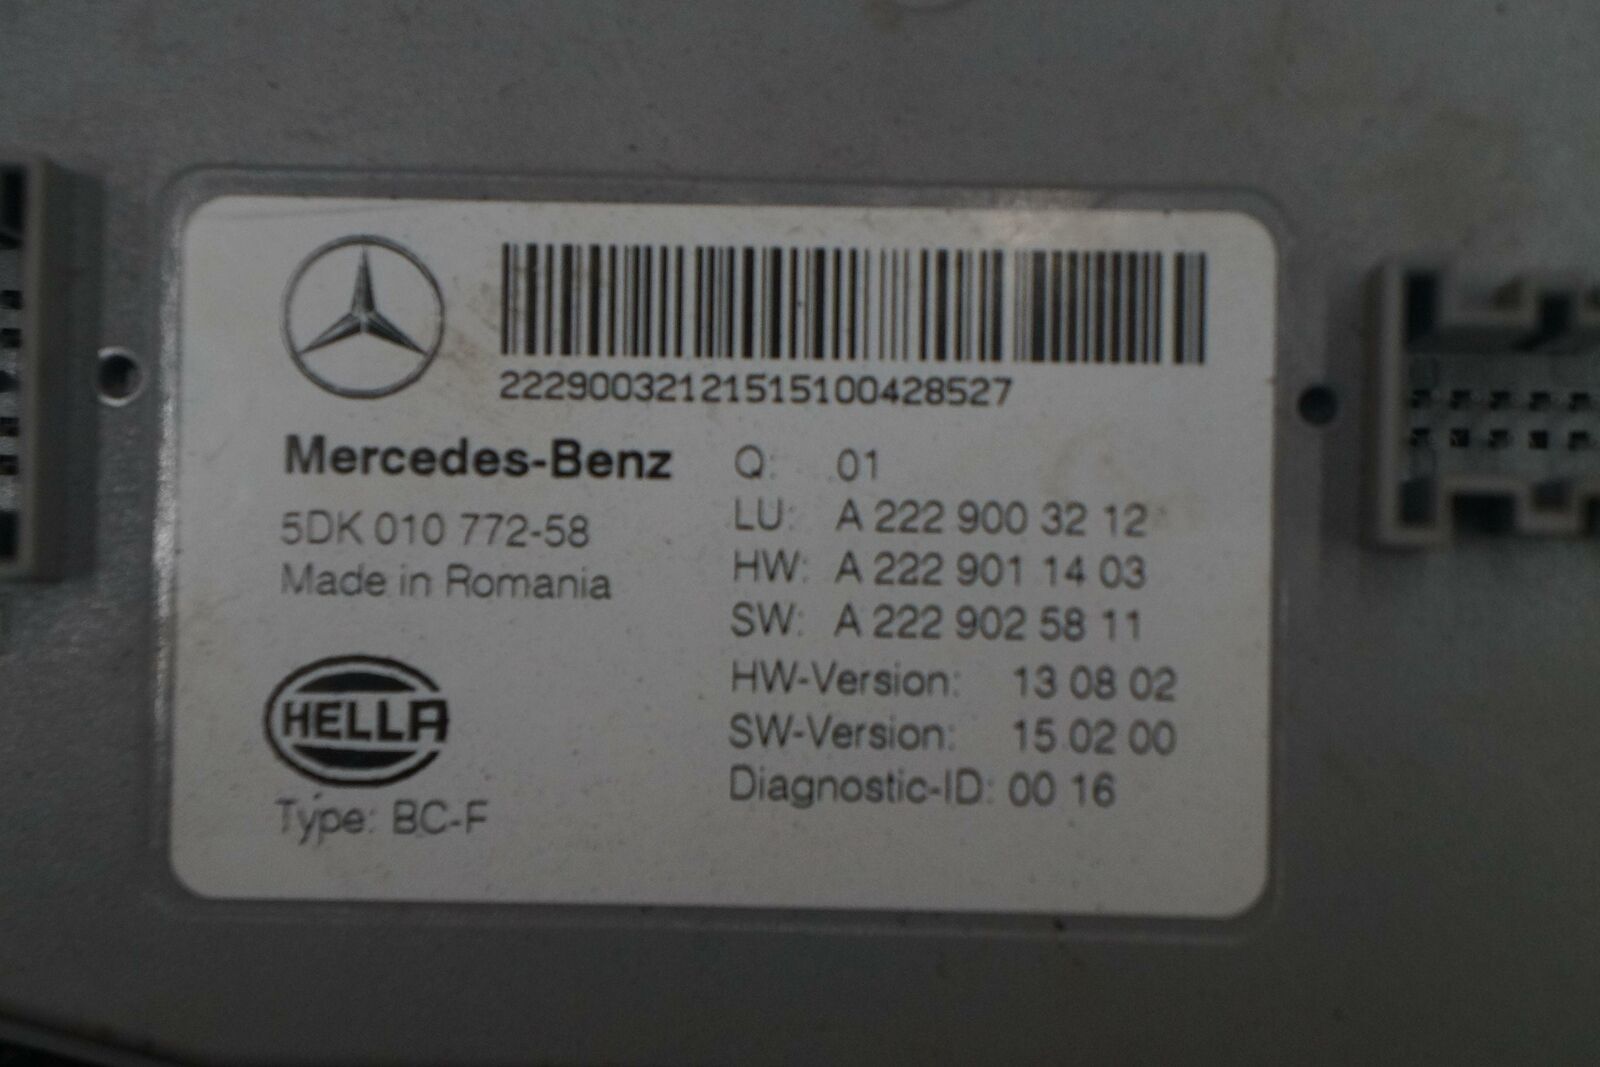 22290032121515100428527
Mercedes-Benz
5DK 010 772-58
Made in Romania
HELLA
Type: BC-F
Q: 01
LU: A 222 900 32 12
HW: A 222 901 14 03
SW: A 222 902 58 11
HW-Version: 13 08 02
SW-Version: 15 02 00
Diagnostic-ID: 00 16